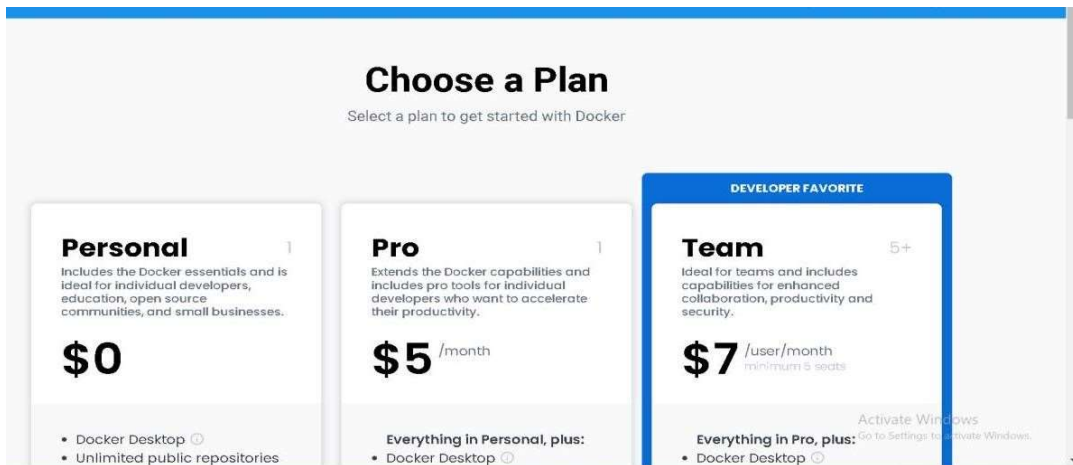 Choose a Plan
Select a plan to get started with Docker
DEVELOPER FAVORITE
Personal 1
Includes the Docker essentials and is
ideal for individual developers,
education, open source
communities, and small businesses.
$0
• Docker Desktop
• Unlimited public repositories
Pro 1
Extends the Docker capabilities and
includes pro tools for individual
developers who want to accelerate
their productivity.
$5 /month
Everything in Personal, plus:
• Docker Desktop
Team 5+
Ideal for teams and includes
capabilities for enhanced
collaboration, productivity and
security.
$7 /user/month
minimum 5 seats
Everything in Pro, plus:
• Docker Desktop
Activate Windows
Go to Settings to activate Windows.